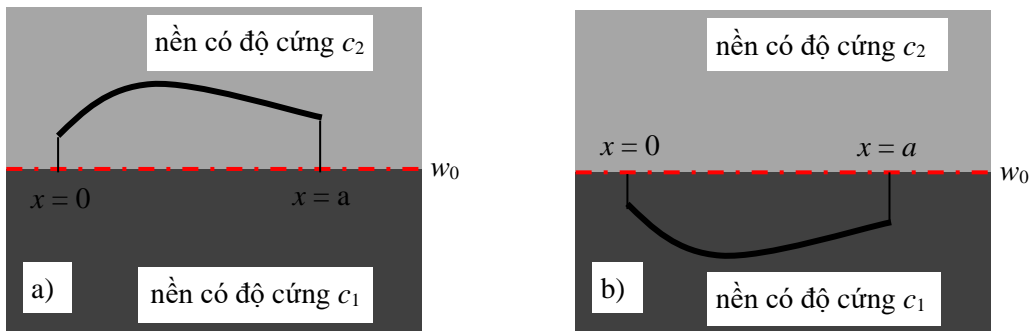 nền có độ cứng c₂
w₀
x = 0
x = a
a)
nền có độ cứng c₁
nền có độ cứng c₂
x = 0
x = a
w₀
b)
nền có độ cứng c₁